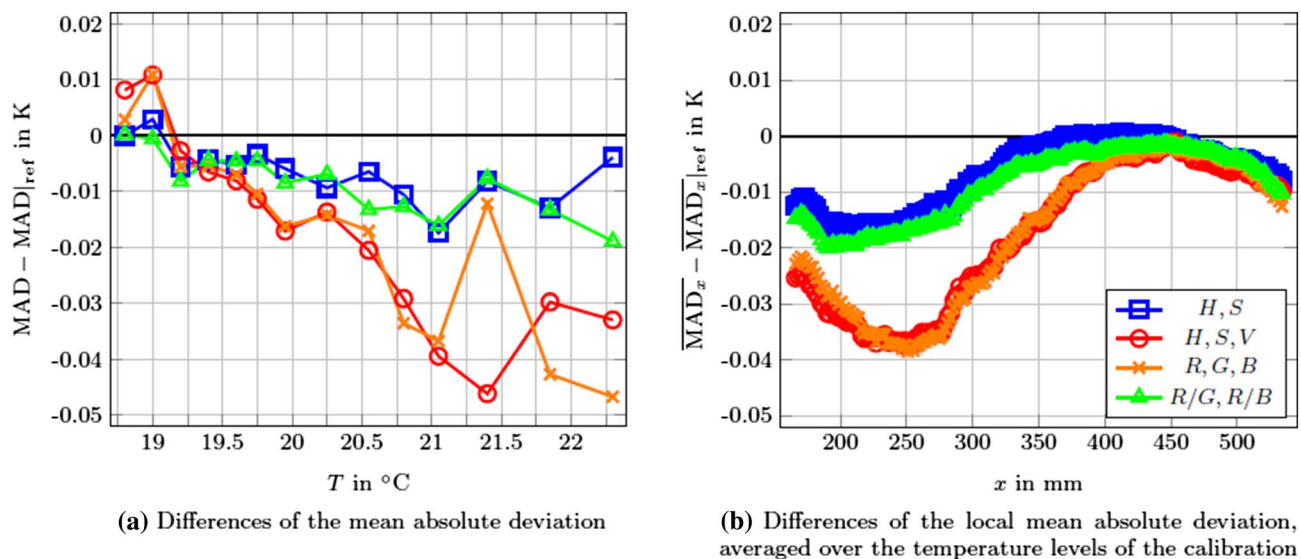 0.02
0.01
0
-0.01
-0.02
-0.03
-0.04
-0.05
MAD − MAD|ref in K
19 19.5 20 20.5 21 21.5 22
T in °C
(a) Differences of the mean absolute deviation
0.02
0.01
0
-0.01
-0.02
-0.03
-0.04
-0.05
MADx − MADx|ref in K
H, S
H, S, V
R, G, B
R/G, R/B
200 250 300 350 400 450 500
x in mm
(b) Differences of the local mean absolute deviation,
averaged over the temperature levels of the calibration